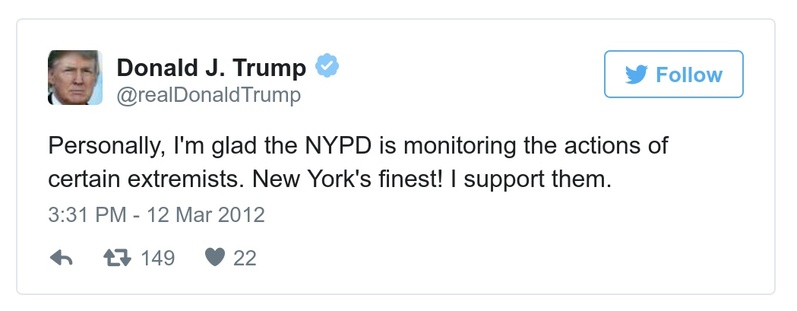 Donald J. Trump
Follow
@realDonaldTrump
Personally, I'm glad the NYPD is monitoring the actions of
certain extremists. New York's finest! I support them.
3:31 PM - 12 Mar 2012
149 22